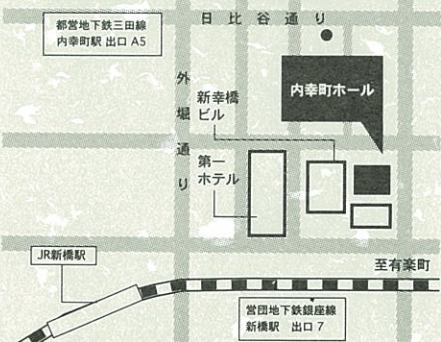 日比谷通り
都営地下鉄三田線
内幸町駅 出口 A5
外堀通り
新幸橋
ビル
内幸町ホール
第一
ホテル
JR新橋駅
至有楽町
営団地下鉄銀座線
新橋駅 出口 7